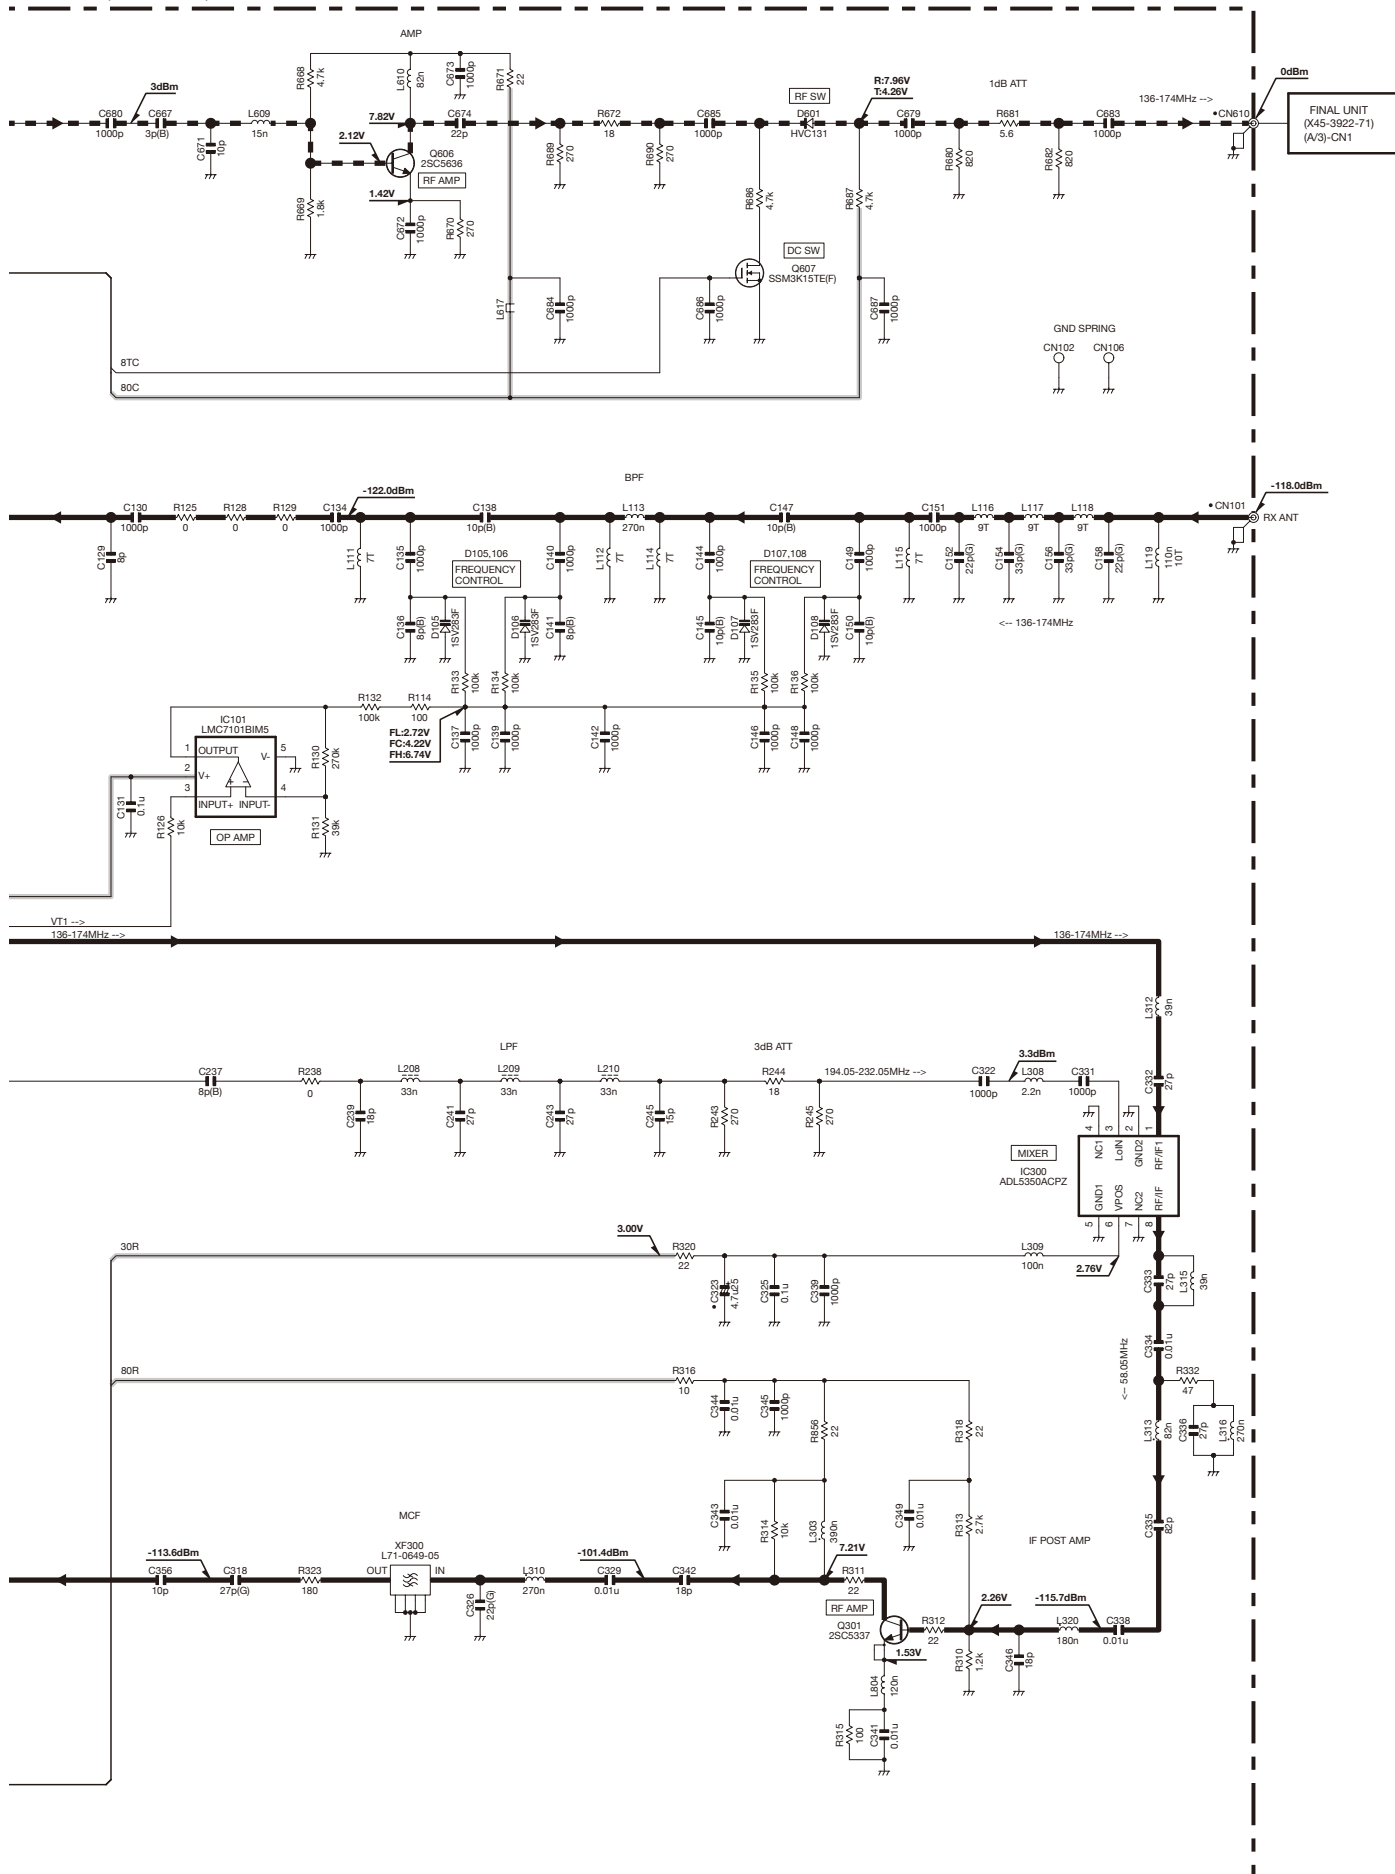 AMP
3dBm
C680
1000p
C667
3p(B)
C671
10p
L609
15n
R668
4.7k
R669
1.8k
L610
82n
C673
1000p
R671
22
7.82V
2.12V
1.42V
C674
22p
Q606
2SC5636
RF AMP
C672
1000p
R670
270
R689
270
R672
18
R690
270
C685
1000p
RF SW
D601
HVC131
R:7.96V
T:4.26V
C679
1000p
1dB ATT
R681
5.6
R680
820
R682
820
C683
1000p
136-174MHz -->
•CN610
0dBm
FINAL UNIT
(X45-3922-71)
(A/3)-CN1
R686
4.7k
R687
4.7k
DC SW
Q607
SSM3K15TE(F)
L617
C684
1000p
C686
1000p
C687
1000p
GND SPRING
CN102
CN106
8TC
80C
BPF
-122.0dBm
-118.0dBm
•CN101
RX ANT
C130
1000p
R125
0
R128
0
R129
0
C134
1000p
C138
10p(B)
L113
270n
C147
10p(B)
C151
1000p
L116
9T
L117
9T
L118
9T
C129
8p
L111
7T
C135
1000p
D105,106
FREQUENCY
CONTROL
C140
1000p
L112
7T
L114
7T
C144
1000p
D107,108
FREQUENCY
CONTROL
C149
1000p
L115
7T
C152
22p(G)
C154
33p(G)
C156
33p(G)
C158
22p(G)
L119
110n
10T
C136
8p(B)
D105
1SV283F
D106
1SV283F
C141
8p(B)
C145
10p(B)
D107
1SV283F
D108
1SV283F
C150
10p(B)
<-- 136-174MHz
R133
100k
R134
100k
R135
100k
R136
100k
R132
100k
R114
100
FL:2.72V
FC:4.22V
FH:6.74V
C137
1000p
C139
1000p
C142
1000p
C146
1000p
C148
1000p
IC101
LMC7101BIM5
1
OUTPUT
V-
5
2
V+
3
INPUT+
INPUT-
4
OP AMP
R130
270k
R131
39k
C131
0.1u
R126
10k
VT1 -->
136-174MHz -->
136-174MHz -->
L312
39n
C332
27p
LPF
3dB ATT
C237
8p(B)
R238
0
L208
33n
L209
33n
L210
33n
R244
18
194.05-232.05MHz -->
C322
1000p
3.3dBm
L308
2.2n
C331
1000p
C239
18p
C241
27p
C243
27p
C245
15p
R243
270
R245
270
MIXER
IC300
ADL5350ACPZ
4
3
2
1
NC1
LoIN
GND2
RF/IF1
GND1
VPOS
NC2
RF/IF
5
6
7
8
30R
3.00V
R320
22
L309
100n
2.76V
• C323
4.7u25
C325
0.1u
C339
1000p
C333
27p
L315
39n
C334
0.01u
<-- 58.05MHz
R332
47
L313
82n
C336
27p
L316
270n
80R
R316
10
C344
0.01u
C345
1000p
R856
22
R318
22
C343
0.01u
R314
10k
L303
390n
C349
0.01u
R313
2.7k
C335
82p
MCF
IF POST AMP
-113.6dBm
C356
10p
C318
27p(G)
R323
180
XF300
L71-0649-05
OUT
IN
C326
22p(G)
L310
270n
-101.4dBm
C329
0.01u
C342
18p
7.21V
R311
22
RF AMP
Q301
2SC5337
R312
22
2.26V
-115.7dBm
L320
180n
C338
0.01u
1.53V
R310
1.2k
C346
18p
L804
120n
R315
100
C341
0.01u